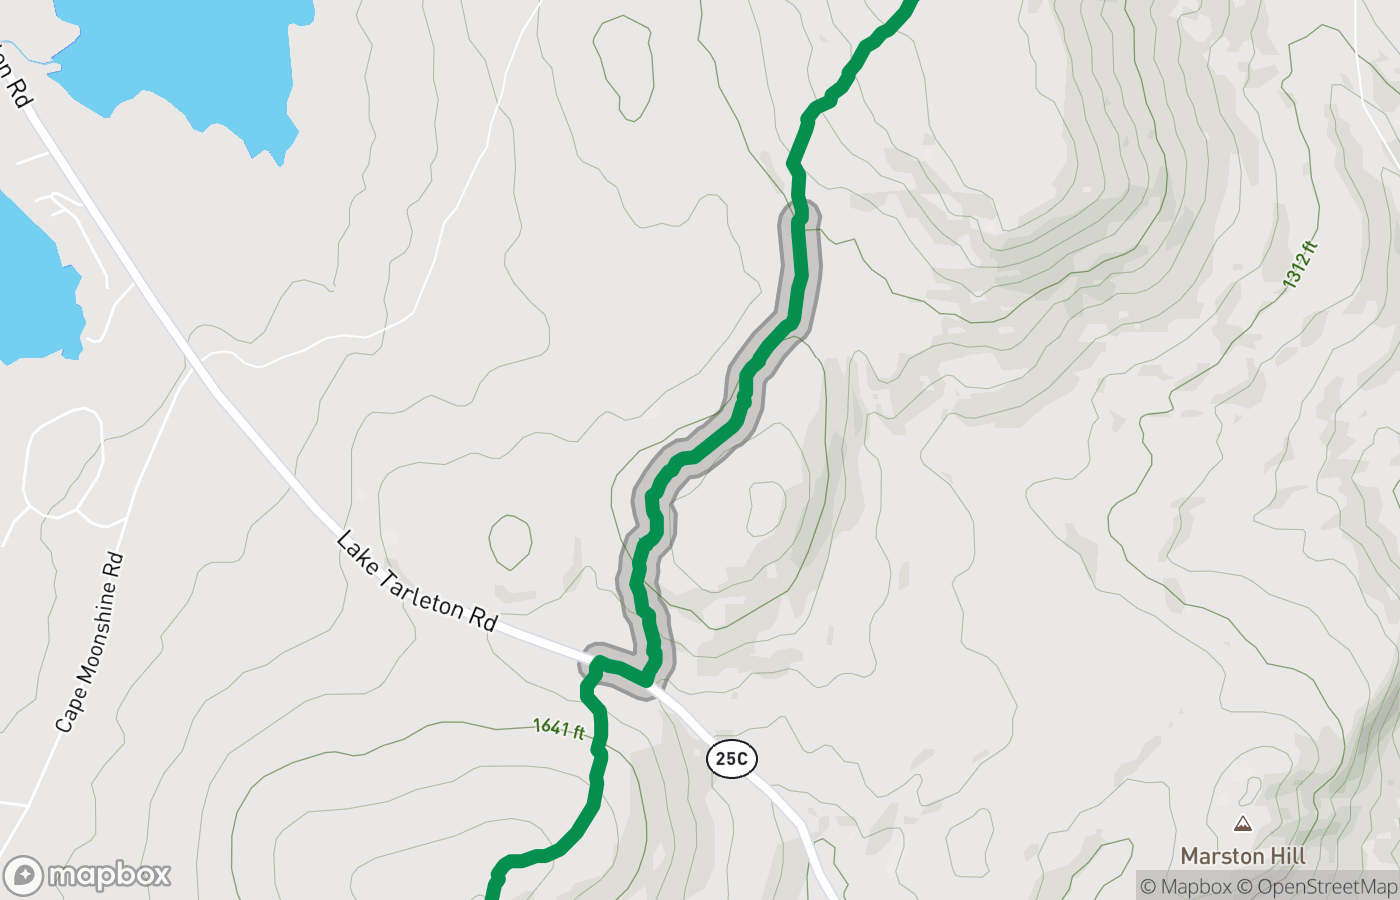 on Rd
1312 ft
Lake Tarleton Rd
Cape Moonshine Rd
1641 ft
25C
Marston Hill
mapbox
© Mapbox © OpenStreetMap